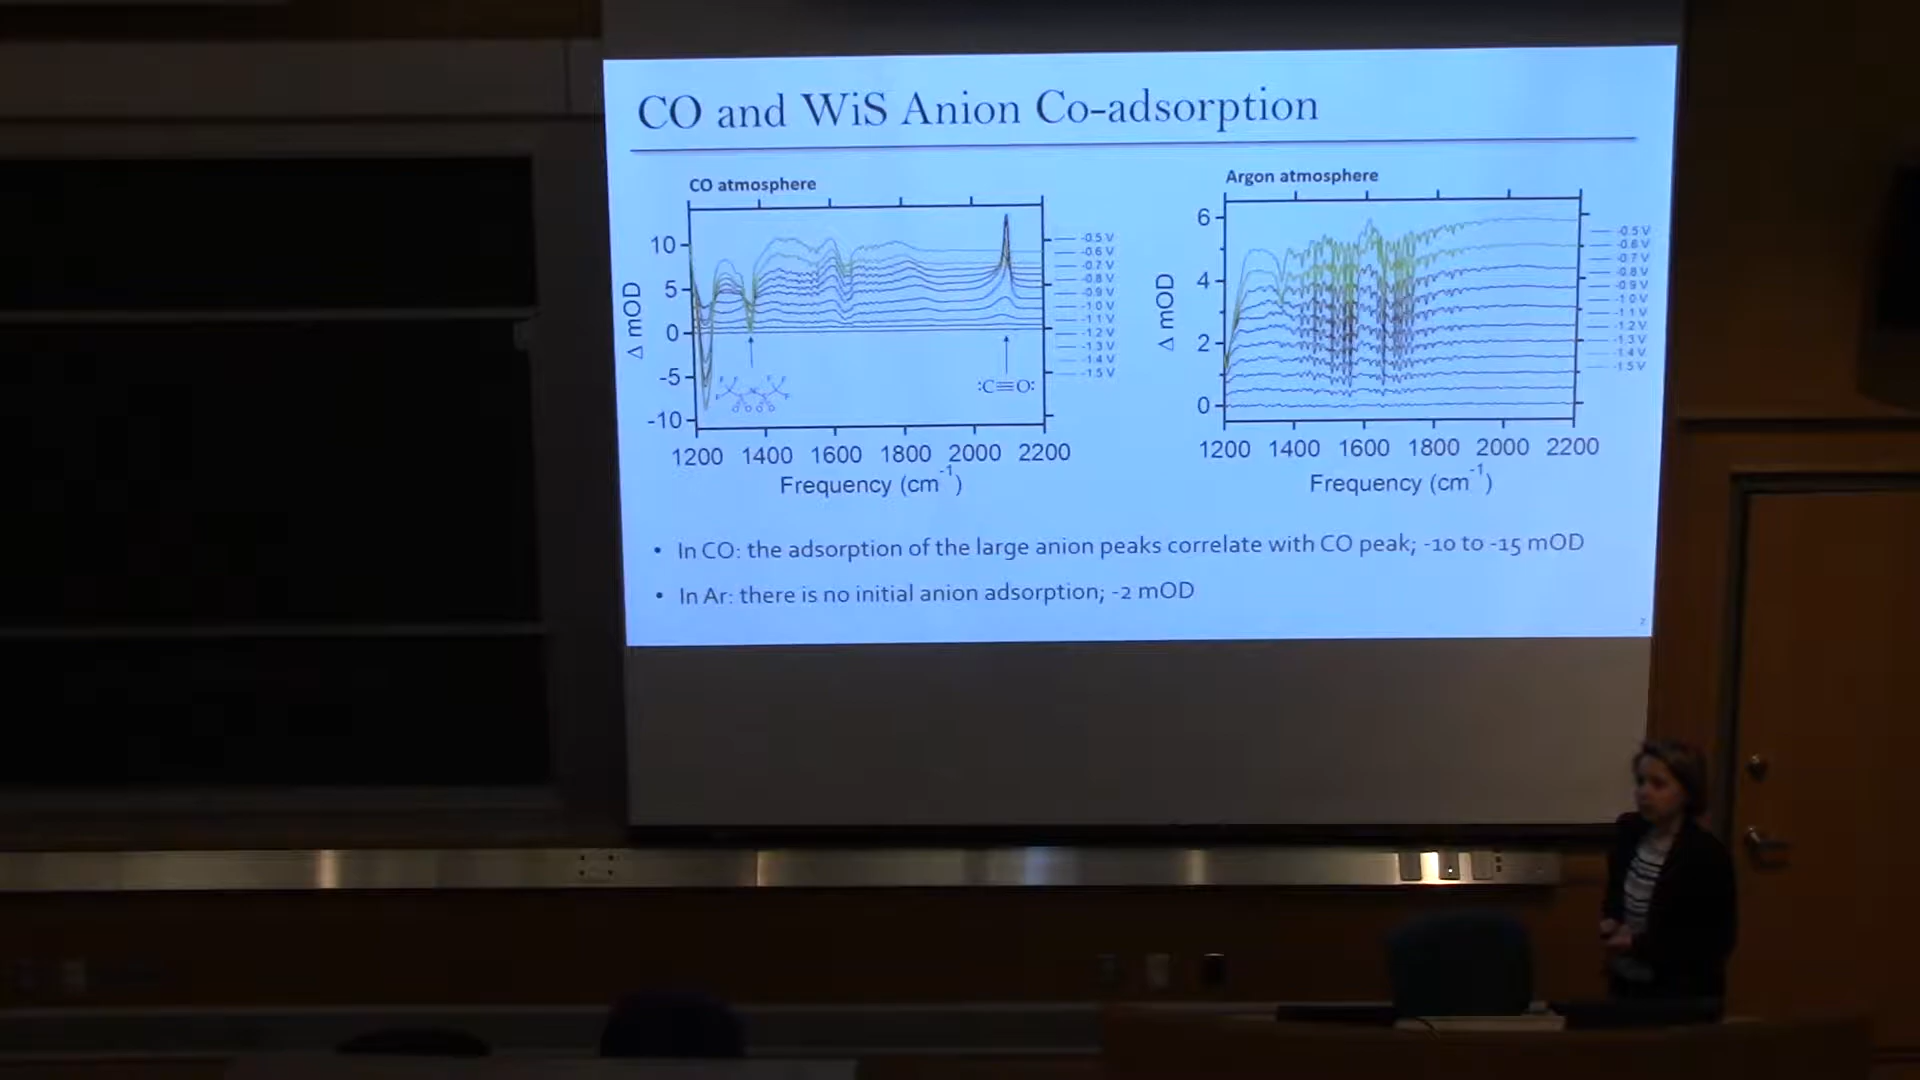 CO and WiS Anion Co-adsorption
CO atmosphere
10
5
0
-5
-10
Δ mOD
1200 1400 1600 1800 2000 2200
Frequency (cm⁻¹)
:C≡O:
-0.5 V
-0.6 V
-0.7 V
-0.8 V
-0.9 V
-1.0 V
-1.1 V
-1.2 V
-1.3 V
-1.4 V
-1.5 V
Argon atmosphere
6
4
2
0
Δ mOD
1200 1400 1600 1800 2000 2200
Frequency (cm⁻¹)
-0.5 V
-0.6 V
-0.7 V
-0.8 V
-0.9 V
-1.0 V
-1.1 V
-1.2 V
-1.3 V
-1.4 V
-1.5 V
• In CO: the adsorption of the large anion peaks correlate with CO peak; -10 to -15 mOD
• In Ar: there is no initial anion adsorption; -2 mOD